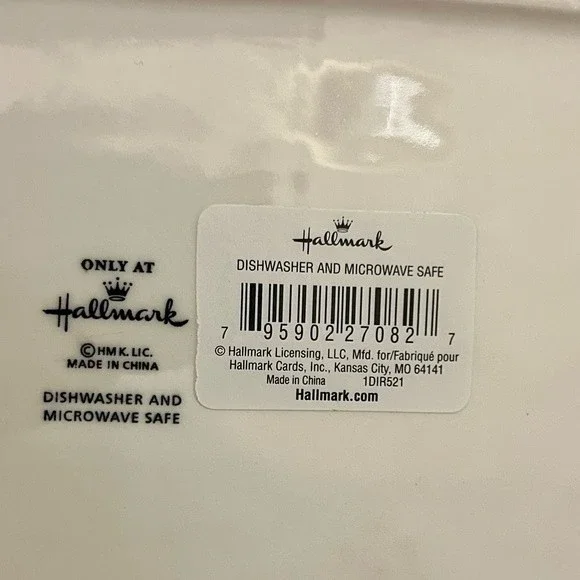 ONLY AT
Hallmark
© HMK. LIC.
MADE IN CHINA
DISHWASHER AND
MICROWAVE SAFE
Hallmark
DISHWASHER AND MICROWAVE SAFE
7 95902 27082 7
© Hallmark Licensing, LLC, Mfd. for/Fabriqué pour
Hallmark Cards, Inc., Kansas City, MO 64141
Made in China 1DIR521
Hallmark.com